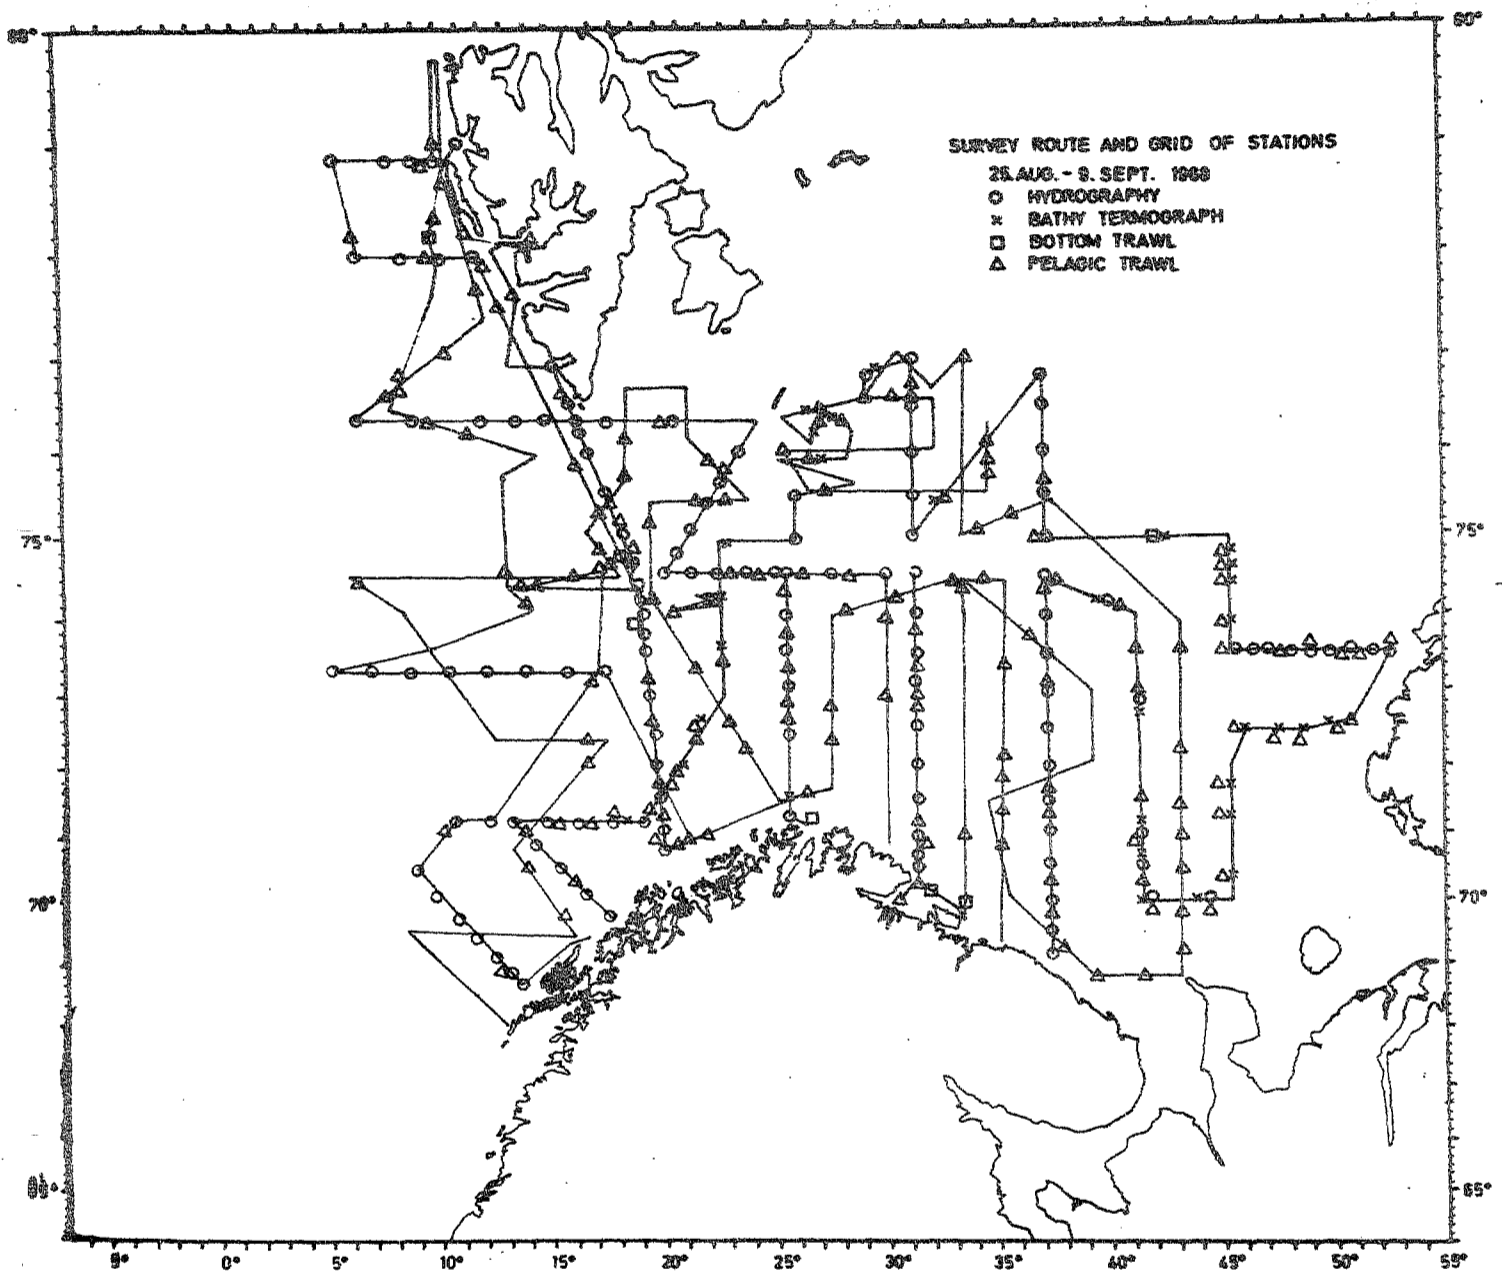 80°
80°
SURVEY ROUTE AND GRID OF STATIONS
25.AUG.- 9. SEPT. 1968
HYDROGRAPHY
BATHY TERMOGRAPH
BOTTOM TRAWL
PELAGIC TRAWL
75°
75°
70°
70°
65°
5° 0° 5° 10° 15° 20° 25° 30° 35° 40° 45° 50° 55°